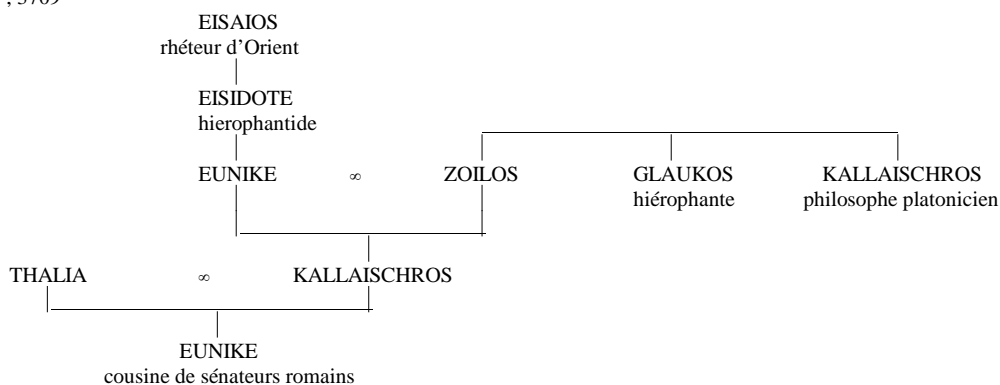 , 3709
EISAIOS
rhéteur d’Orient
EISIDOTE
hierophantide
EUNIKE ∞ ZOILOS GLAUKOS KALLAISCHROS
hiérophante philosophe platonicien
THALIA ∞ KALLAISCHROS
EUNIKE
cousine de sénateurs romains